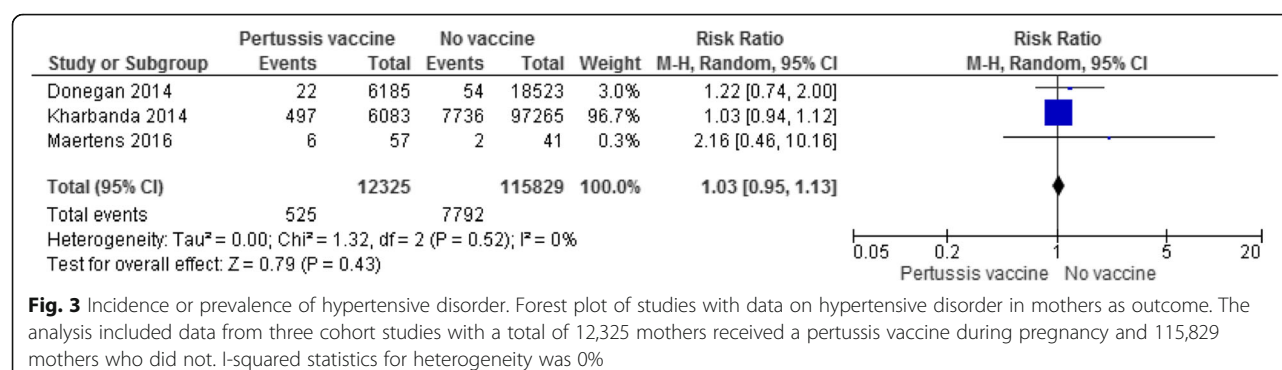 Pertussis vaccine No vaccine Risk Ratio Risk Ratio
Study or Subgroup Events Total Events Total Weight M-H, Random, 95% CI M-H, Random, 95% CI
Donegan 2014 22 6185 54 18523 3.0% 1.22 [0.74, 2.00]
Kharbanda 2014 497 6083 7736 97265 96.7% 1.03 [0.94, 1.12]
Maertens 2016 6 57 2 41 0.3% 2.16 [0.46, 10.16]
Total (95% CI) 12325 115829 100.0% 1.03 [0.95, 1.13]
Total events 525 7792
Heterogeneity: Tau² = 0.00; Chi² = 1.32, df = 2 (P = 0.52); I² = 0%
Test for overall effect: Z = 0.79 (P = 0.43)
0.05 0.2 1 5 20
Pertussis vaccine No vaccine
Fig. 3 Incidence or prevalence of hypertensive disorder. Forest plot of studies with data on hypertensive disorder in mothers as outcome. The
analysis included data from three cohort studies with a total of 12,325 mothers received a pertussis vaccine during pregnancy and 115,829
mothers who did not. I-squared statistics for heterogeneity was 0%